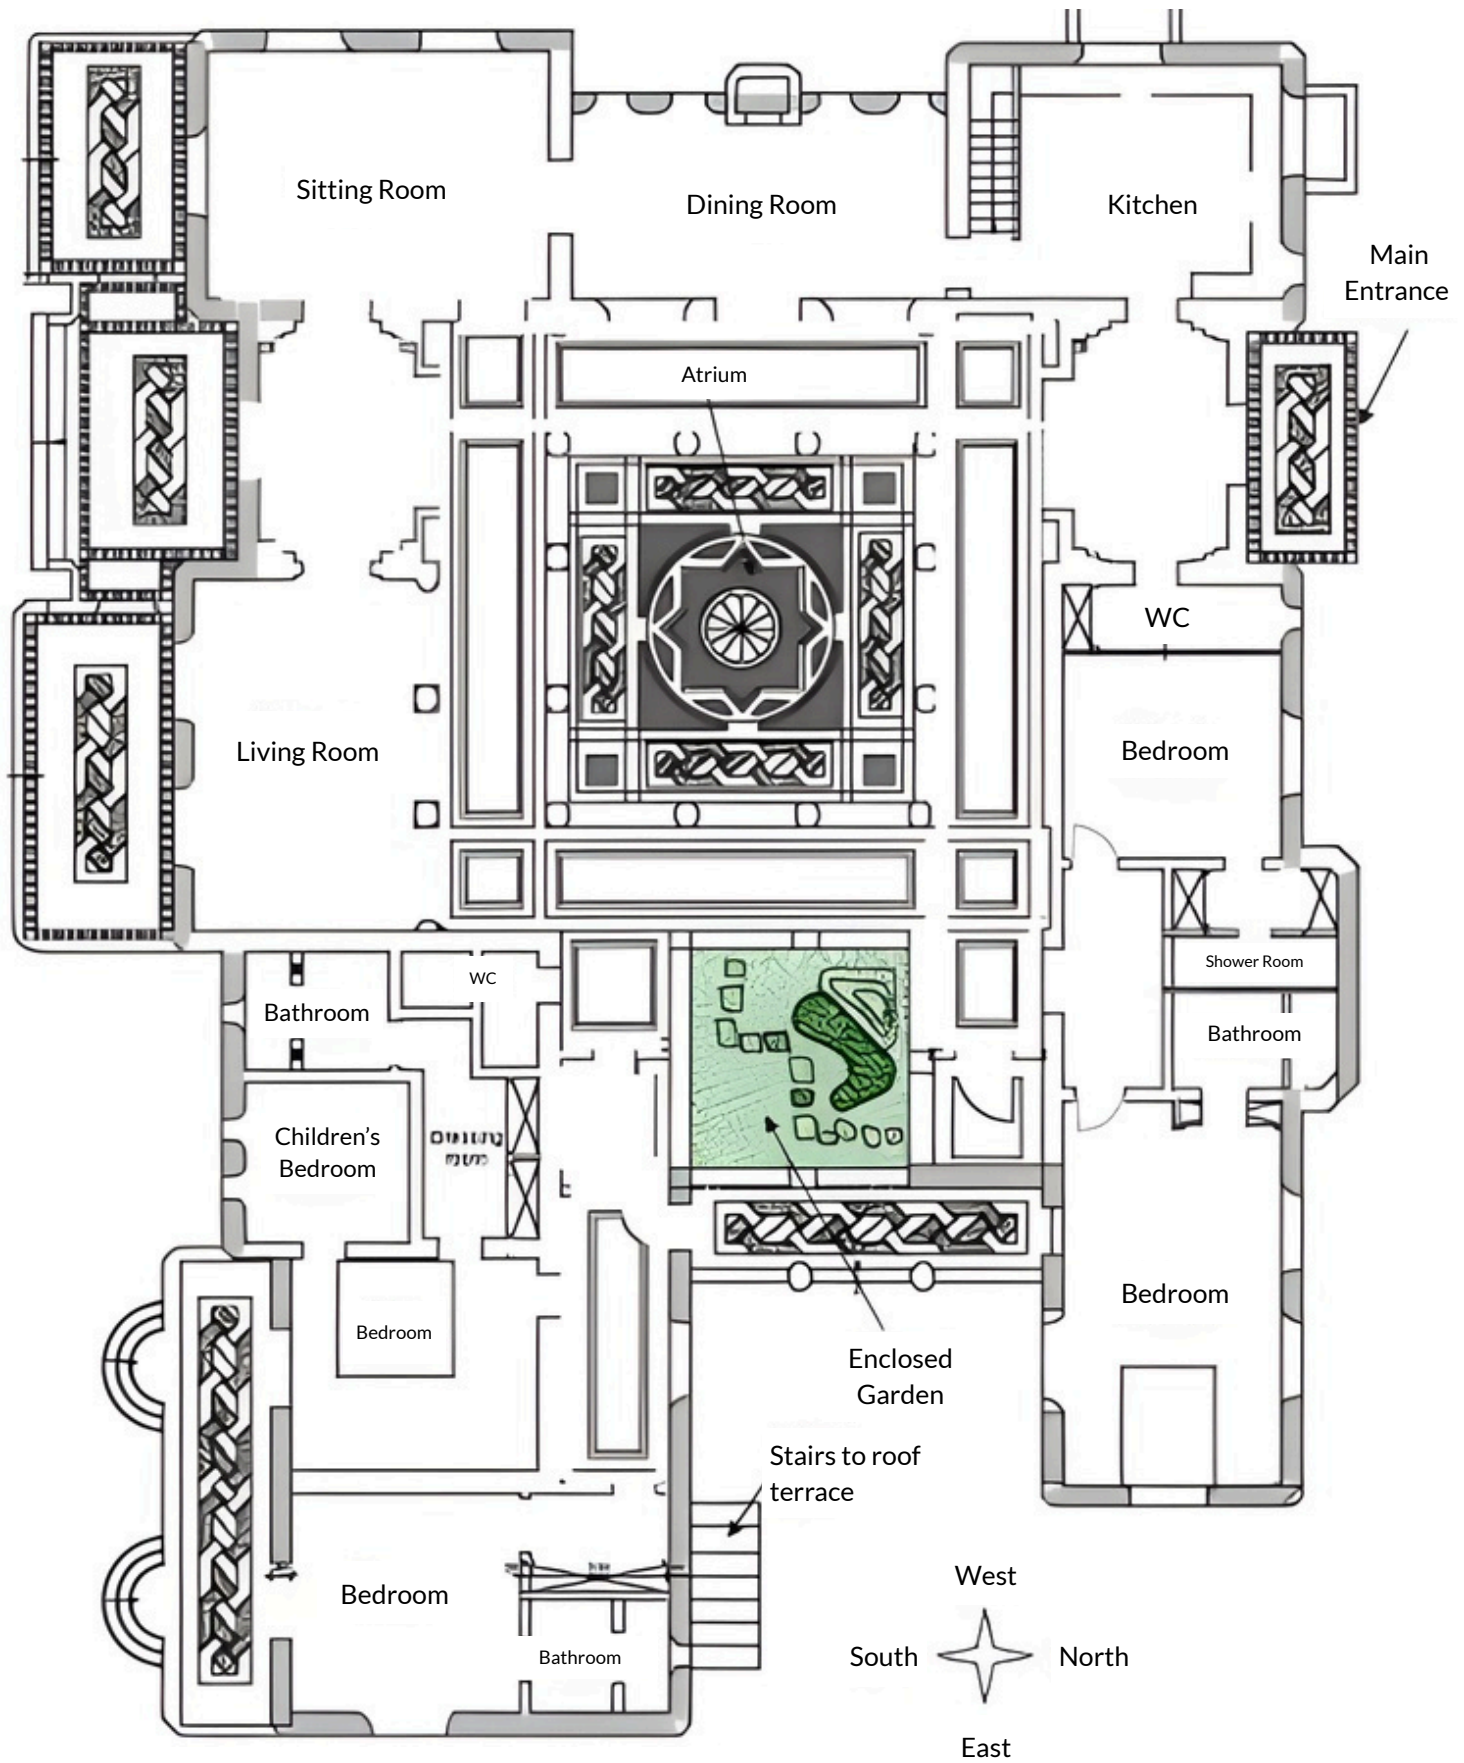 Sitting Room
Dining Room
Kitchen
Main
Entrance
Atrium
WC
Living Room
Bedroom
Shower Room
WC
Bathroom
Bathroom
Children’s
Bedroom
Bedroom
Bedroom
Enclosed
Garden
Stairs to roof
terrace
Bedroom
Bathroom
West
South
North
East